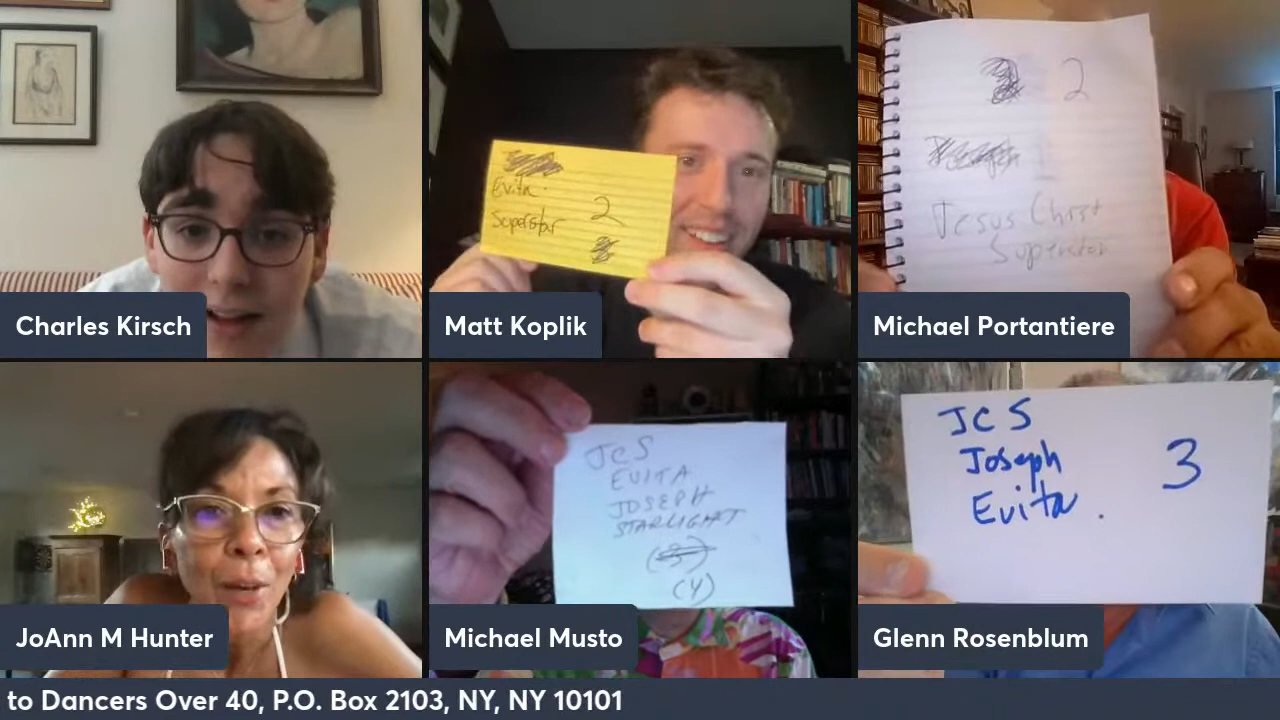 Evita
Superstar
2
Charles Kirsch
Matt Koplik
2
Jesus Christ
Superstar
Michael Portantiere
JCS
EVITA
JOSEPH
STARLIGHT
(3)
(4)
JCS
Joseph
Evita.
3
JoAnn M Hunter
Michael Musto
Glenn Rosenblum
to Dancers Over 40, P.O. Box 2103, NY, NY 10101